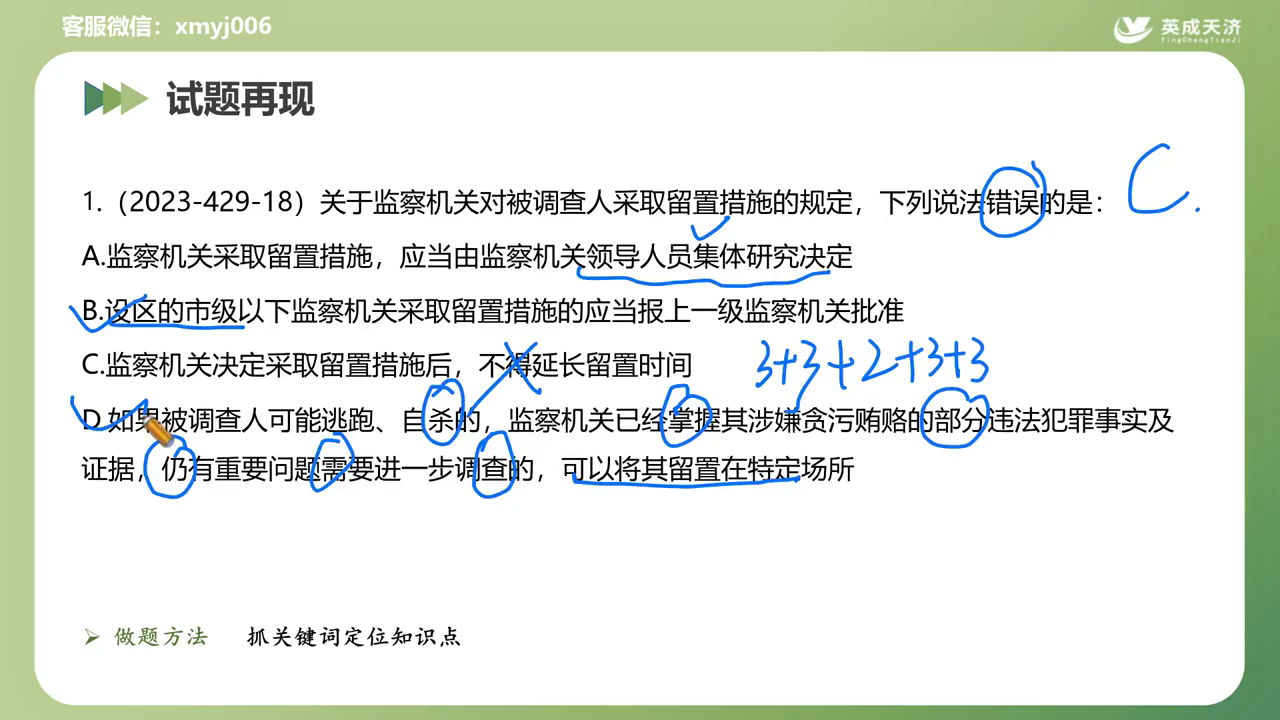 客服微信：xmyj006
英成天济
YingChengTianJi
试题再现
C.
1.（2023-429-18）关于监察机关对被调查人采取留置措施的规定，下列说法错误的是：
A.监察机关采取留置措施，应当由监察机关领导人员集体研究决定
B.设区的市级以下监察机关采取留置措施的应当报上一级监察机关批准
C.监察机关决定采取留置措施后，不得延长留置时间
3+3+2+3+3
D.如果被调查人可能逃跑、自杀的，监察机关已经掌握其涉嫌贪污贿赂的部分违法犯罪事实及
证据，仍有重要问题需要进一步调查的，可以将其留置在特定场所
做题方法 抓关键词定位知识点